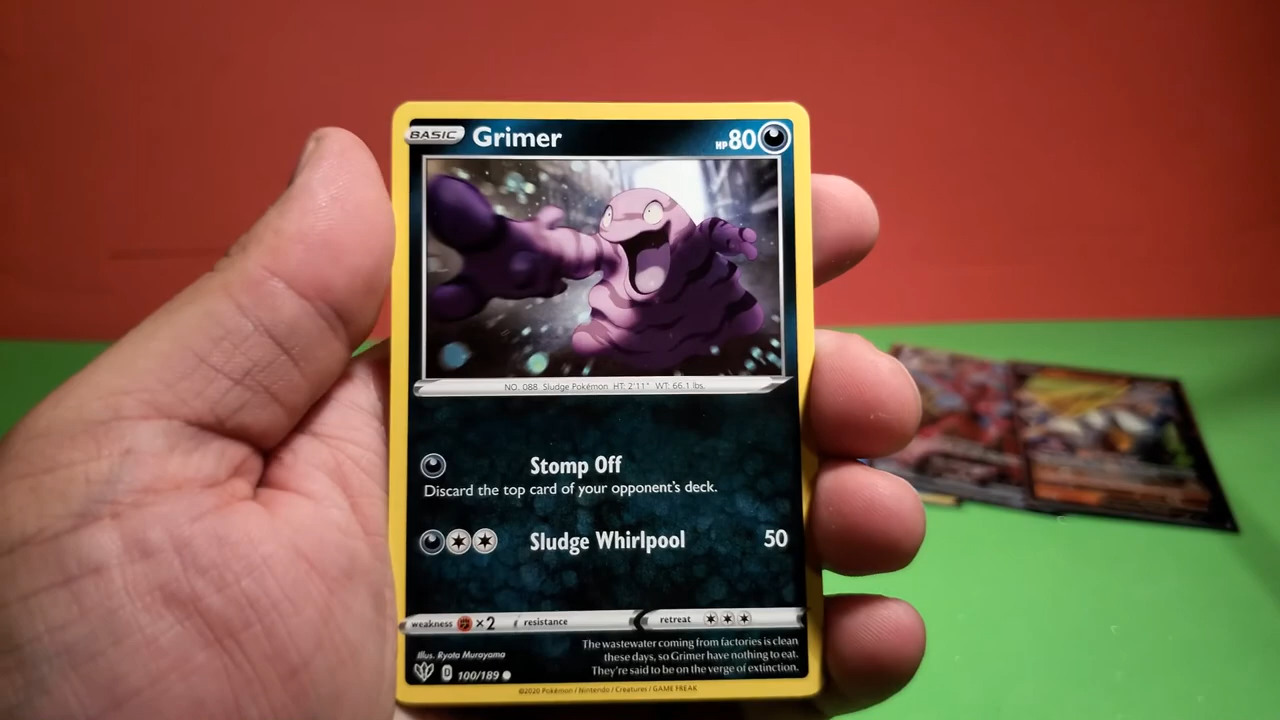 BASIC Grimer HP 80
NO. 088 Sludge Pokémon HT: 2'11" WT: 66.1 lbs.
Stomp Off
Discard the top card of your opponent's deck.
Sludge Whirlpool 50
weakness ×2 resistance retreat
Illus. Ryota Murayama
The wastewater coming from factories is clean
these days, so Grimer have nothing to eat.
They're said to be on the verge of extinction.
D 100/189
©2020 Pokémon / Nintendo / Creatures / GAME FREAK